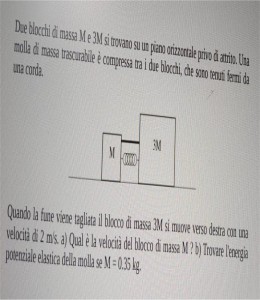 Due blocchi di massa M e 3M si trovano su un piano orizzontale privo di attrito. Una
molla di massa trascurabile è compressa tra i due blocchi, che sono tenuti fermi da
una corda.
M
3M
Quando la fune viene tagliata il blocco di massa 3M si muove verso destra con una
velocità di 2 m/s. a) Qual è la velocità del blocco di massa M ? b) Trovare l'energia
potenziale elastica della molla se M = 0.35 kg.